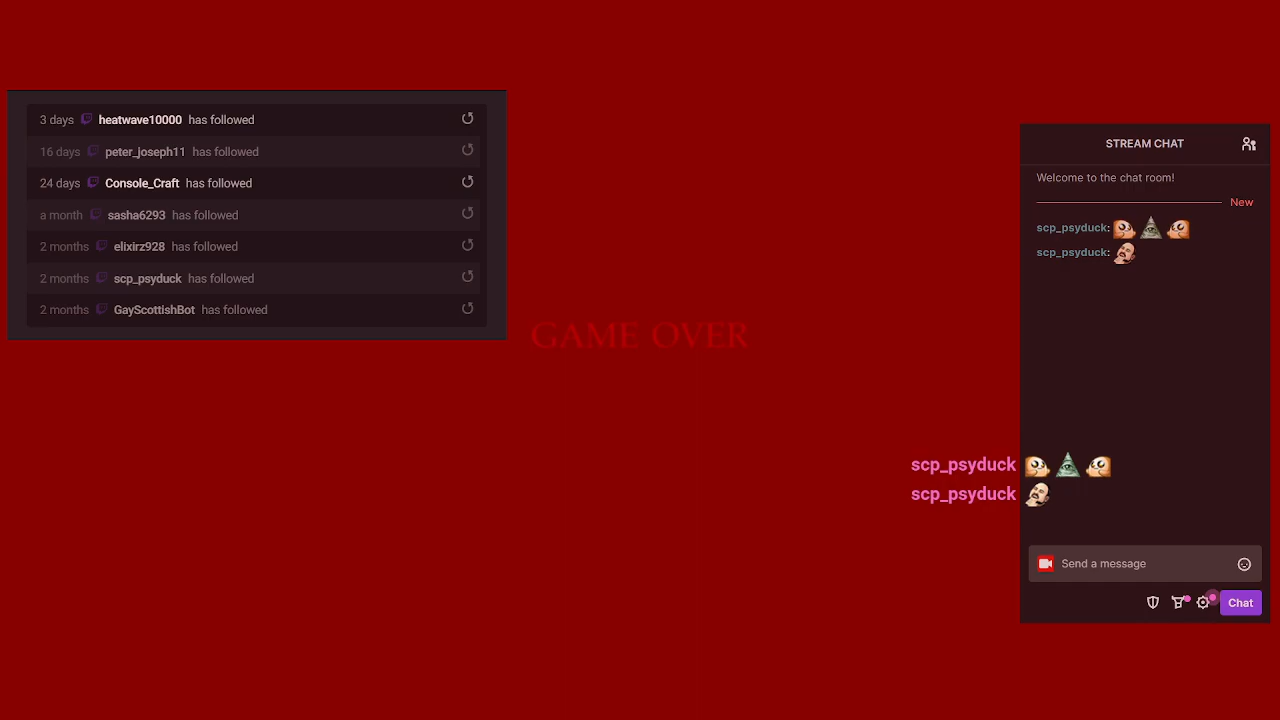 3 days heatwave10000 has followed
16 days peter_joseph11 has followed
24 days Console_Craft has followed
a month sasha6293 has followed
2 months elixirz928 has followed
2 months scp_psyduck has followed
2 months GayScottishBot has followed
GAME OVER
STREAM CHAT
Welcome to the chat room!
New
scp_psyduck:
scp_psyduck:
scp_psyduck
scp_psyduck
Send a message
Chat